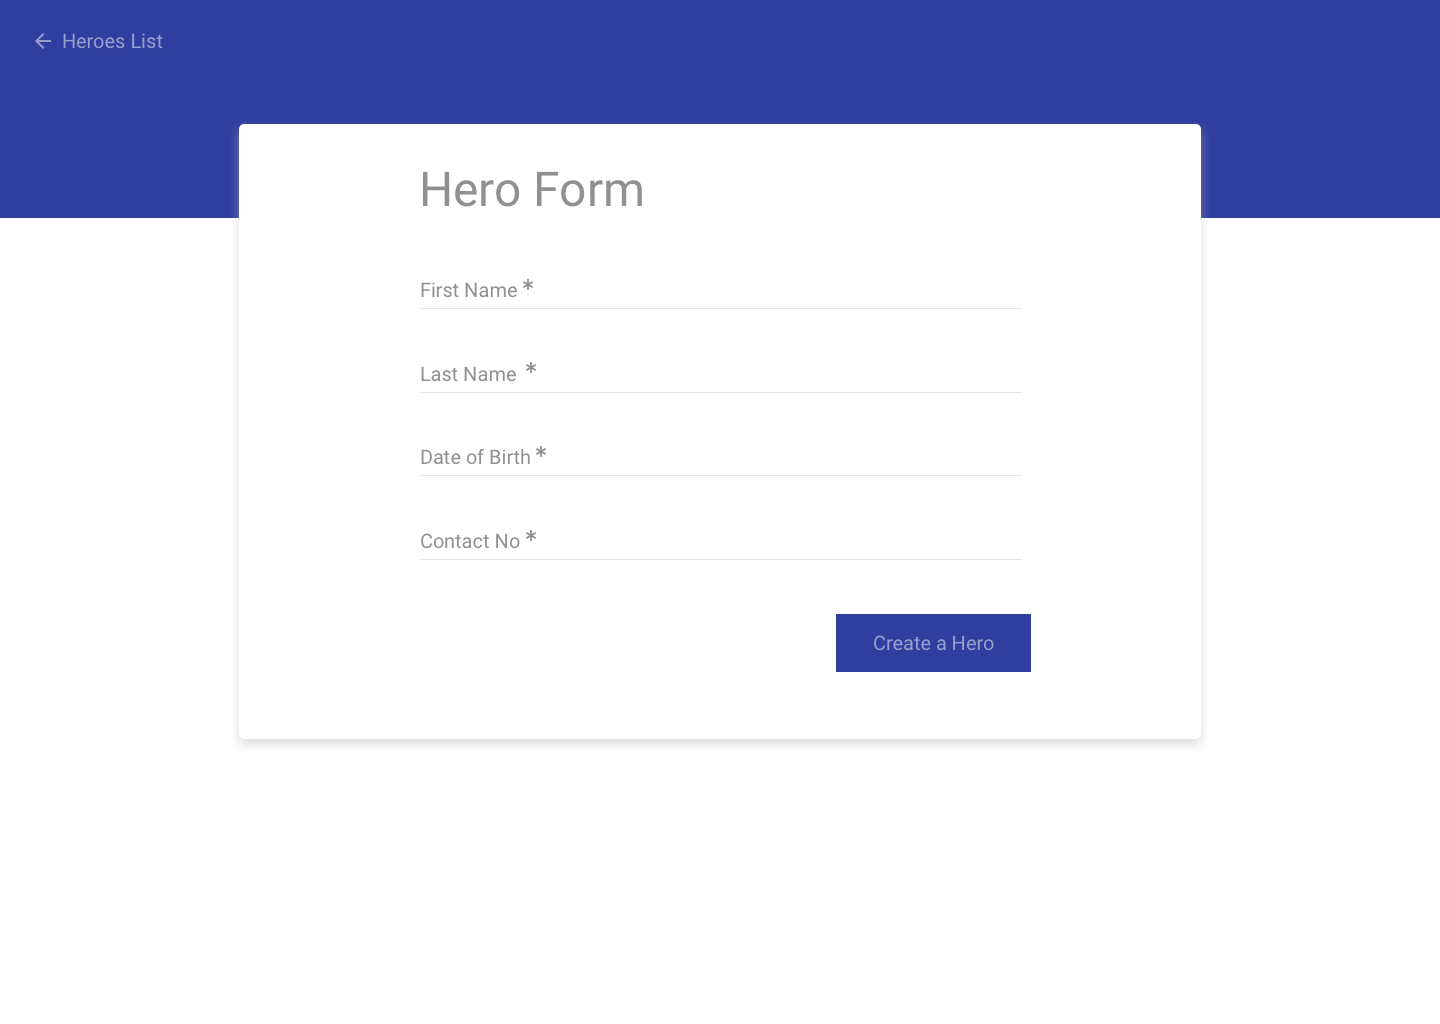 Heroes List
Hero Form
First Name *
Last Name *
Date of Birth *
Contact No *
Create a Hero